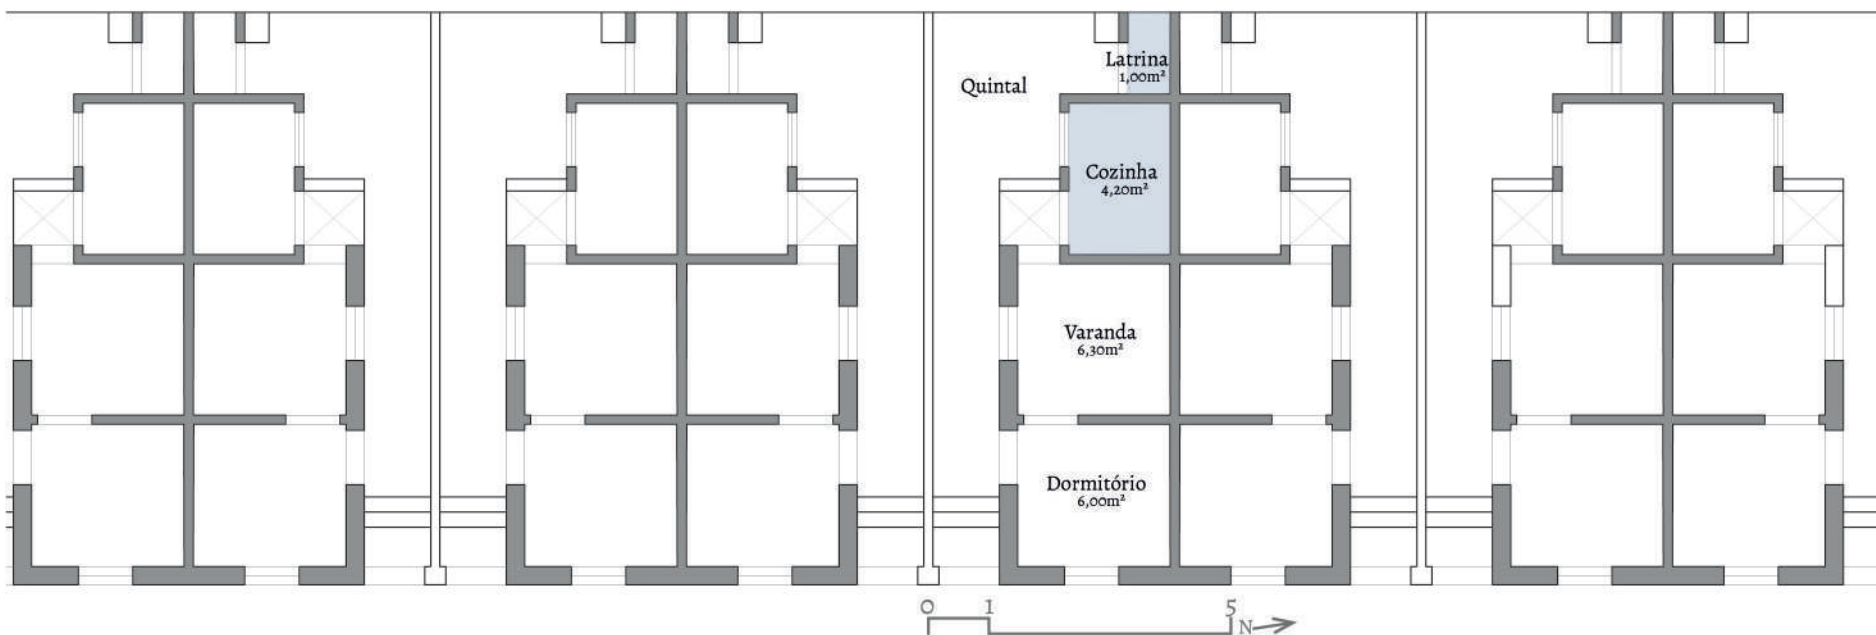 Latrina
1,00m²
Quintal
Cozinha
4,20m²
Varanda
6,30m²
Dormitório
6,00m²
0 1 5
N